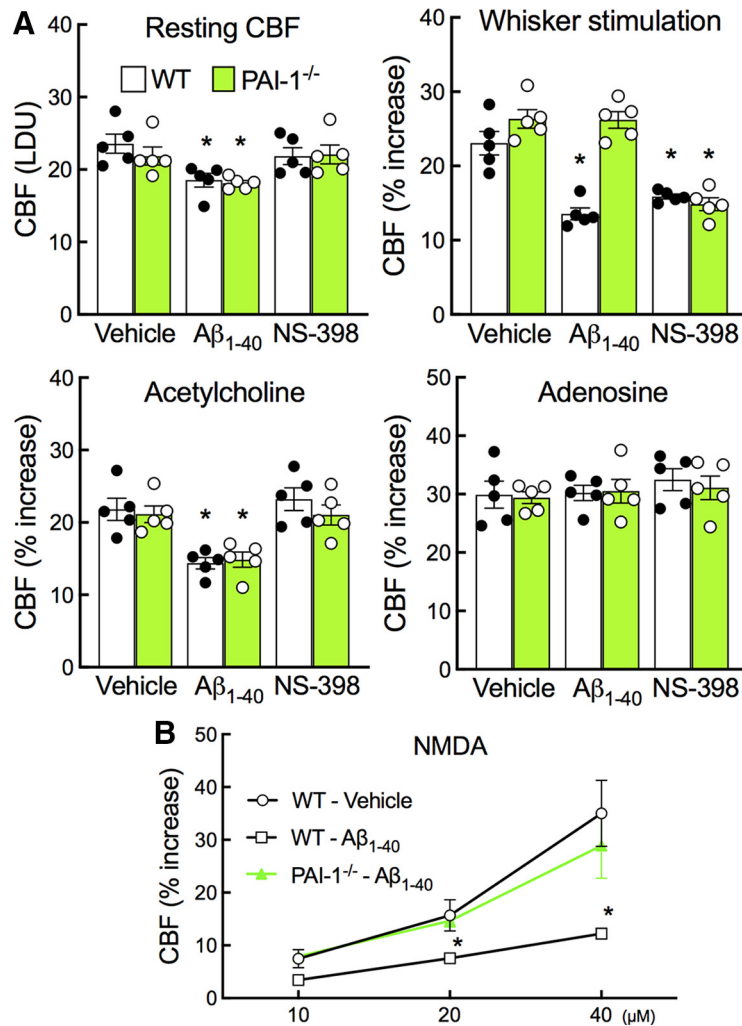 A
Resting CBF
WT PAI-1-/-
CBF (LDU)
40
30
20
10
0
* *
Vehicle Aβ1-40 NS-398
Whisker stimulation
CBF (% increase)
40
30
20
10
0
* * *
Vehicle Aβ1-40 NS-398
Acetylcholine
CBF (% increase)
40
30
20
10
0
* *
Vehicle Aβ1-40 NS-398
Adenosine
CBF (% increase)
50
40
30
20
10
0
Vehicle Aβ1-40 NS-398
B
NMDA
CBF (% increase)
50
40
30
20
10
0
WT - Vehicle
WT - Aβ1-40
PAI-1-/- - Aβ1-40
*
*
10 20 40 (μM)